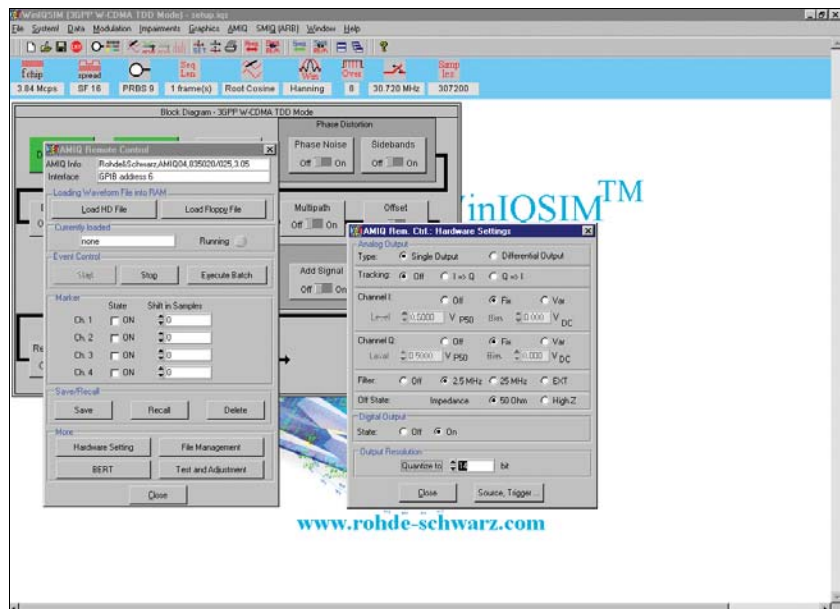 WinIQSIM [3GPP W-CDMA TDD Mode] - setup.iqs
File System! Data Modulation Impairments Graphics AMIQ SMIQ (ARB) Window Help
f chip spread Seq Len Win Over Samp les
3.84 Mcps SF 16 PRBS 9 1 frame(s) Root Cosine Hanning 8 30.720 MHz 307200
Block Diagram - 3GPP W-CDMA TDD Mode
Phase Distortion
Phase Noise Sidebands
Off On Off On
Multipath Offset
Off On
Add Signal
Off On
WinIQSIM™
AMIQ Remote Control
AMIQ Info Rohde&Schwarz,AMIQ04,835020/025,3.05
Interface GPIB address 6
Loading Waveform File into RAM
Load HD File Load Floppy File
Currently loaded
none Running
Event Control
Start Stop Execute Batch
Marker
State Shift in Samples
Ch. 1 ON 0
Ch. 2 ON 0
Ch. 3 ON 0
Ch. 4 ON 0
Save/Recall
Save Recall Delete
More
Hardware Setting File Management
BERT Test and Adjustment
Close
AMIQ Rem. Ctrl.: Hardware Settings
Analog Output
Type: Single Output Differential Output
Tracking: Off I => Q Q => I
Channel I: Off Fix Var
Level 0.5000 V P50 Bias 0.000 V DC
Channel Q: Off Fix Var
Level 0.5000 V P50 Bias 0.000 V DC
Filter: Off 2.5 MHz 25 MHz EXT
Off State: Impedance 50 Ohm High Z
Digital Output
State: Off On
Output Resolution
Quantize to 14 bit
Close Source, Trigger ...
www.rohde-schwarz.com